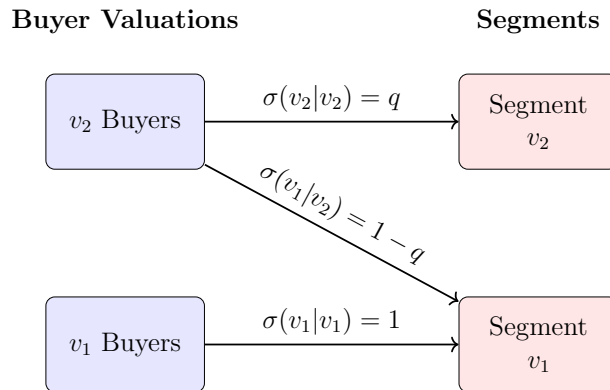 Buyer Valuations
Segments
v₂ Buyers
σ(v₂|v₂) = q
Segment
v₂
σ(v₁|v₂) = 1 − q
v₁ Buyers
σ(v₁|v₁) = 1
Segment
v₁